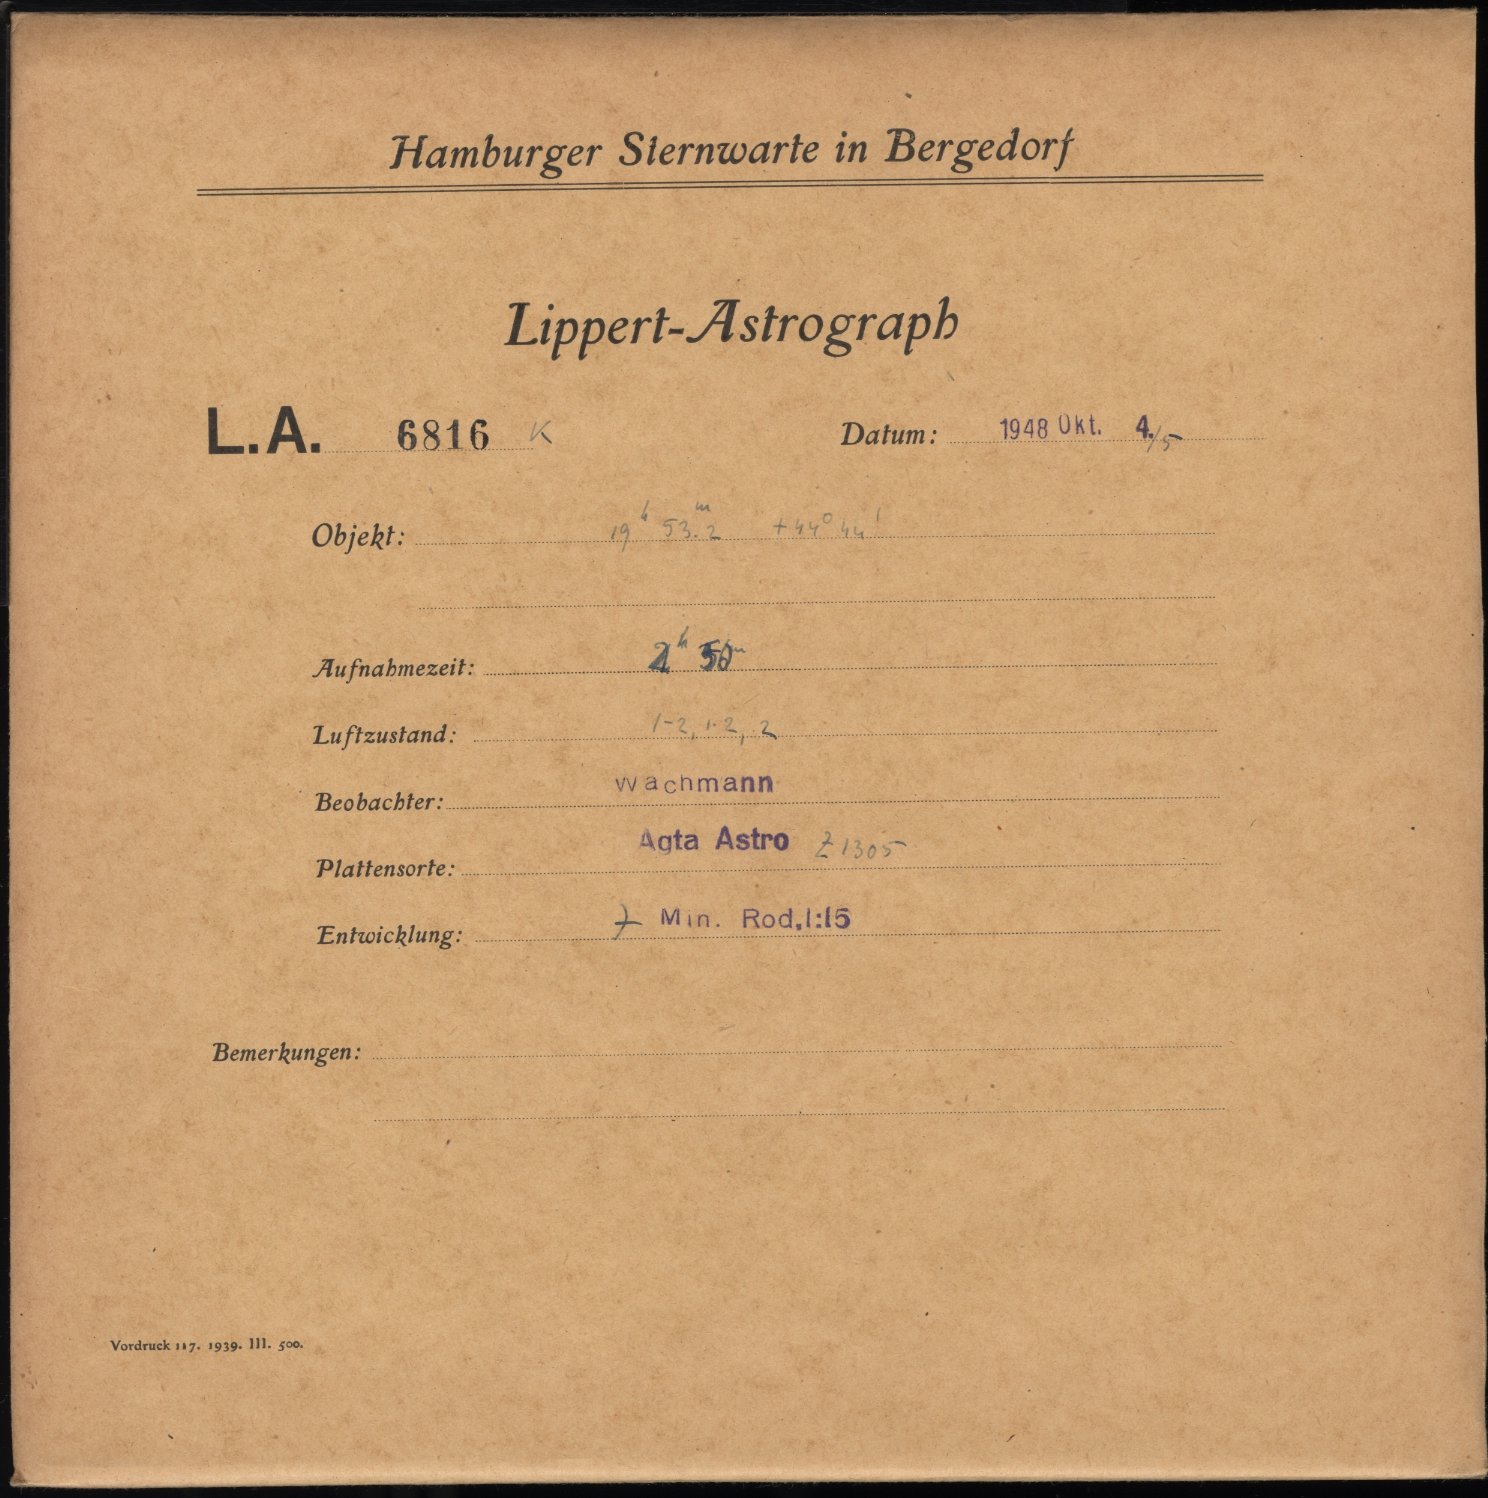 Hamburger Sternwarte in Bergedorf
Lippert-Astrograph
L.A. 6816 K Datum: 1948 Okt. 4./5
Objekt: 19h 53.m2 +44° 44'
Aufnahmezeit: 2h 50m
Luftzustand: 1-2, 1-2, 2
Beobachter: Wachmann
Plattensorte: Agfa Astro Z 1305
Entwicklung: Min. Rod, 1:15
Bemerkungen:
Vordruck 117. 1939. III. 500.